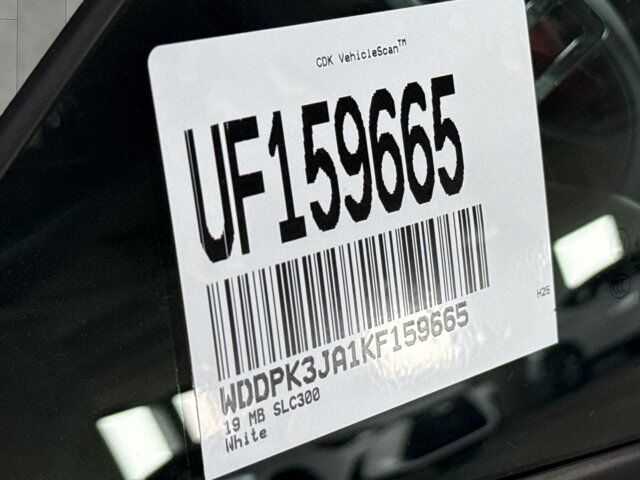 CDK VehicleScan™
UF159665
WDDPK3JA1KF159665
19 MB SLC300
White
H26